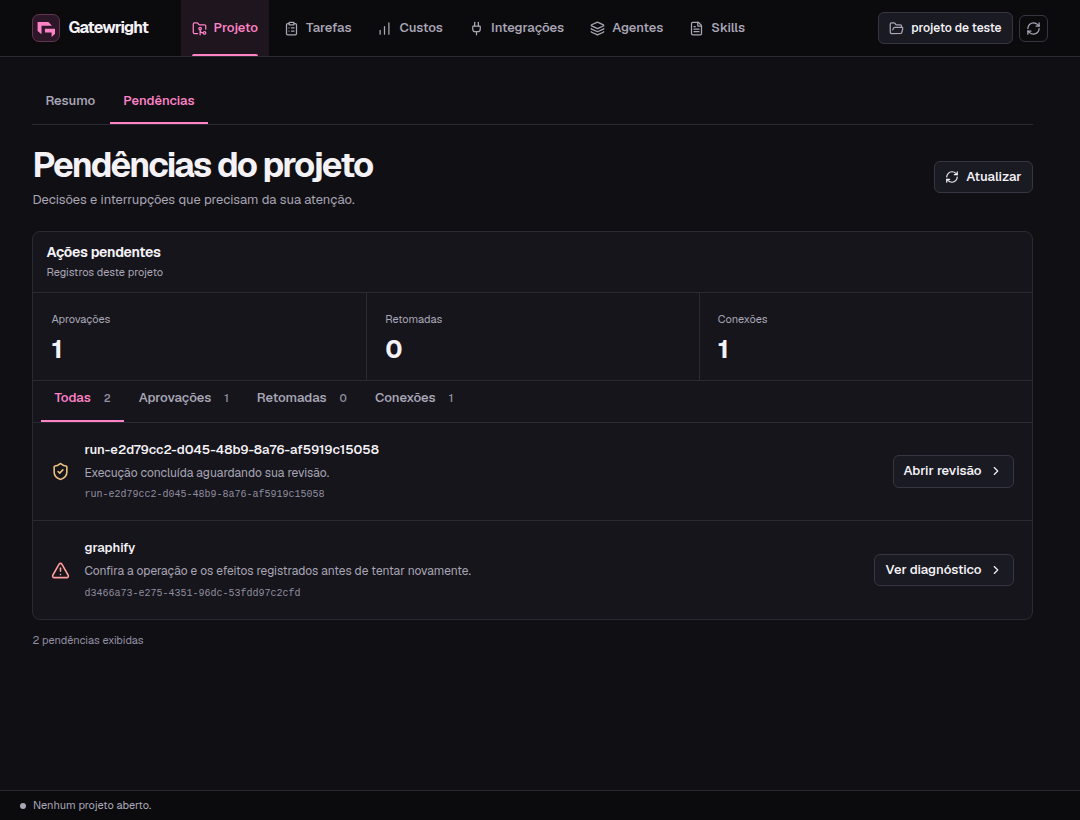 Gatewright
Projeto
Tarefas
Custos
Integrações
Agentes
Skills
projeto de teste
Resumo
Pendências
Pendências do projeto
Decisões e interrupções que precisam da sua atenção.
Atualizar
Ações pendentes
Registros deste projeto
Aprovações
1
Retomadas
0
Conexões
1
Todas 2
Aprovações 1
Retomadas 0
Conexões 1
run-e2d79cc2-d045-48b9-8a76-af5919c15058
Execução concluída aguardando sua revisão.
run-e2d79cc2-d045-48b9-8a76-af5919c15058
Abrir revisão
graphify
Confira a operação e os efeitos registrados antes de tentar novamente.
d3466a73-e275-4351-96dc-53fdd97c2cfd
Ver diagnóstico
2 pendências exibidas
Nenhum projeto aberto.